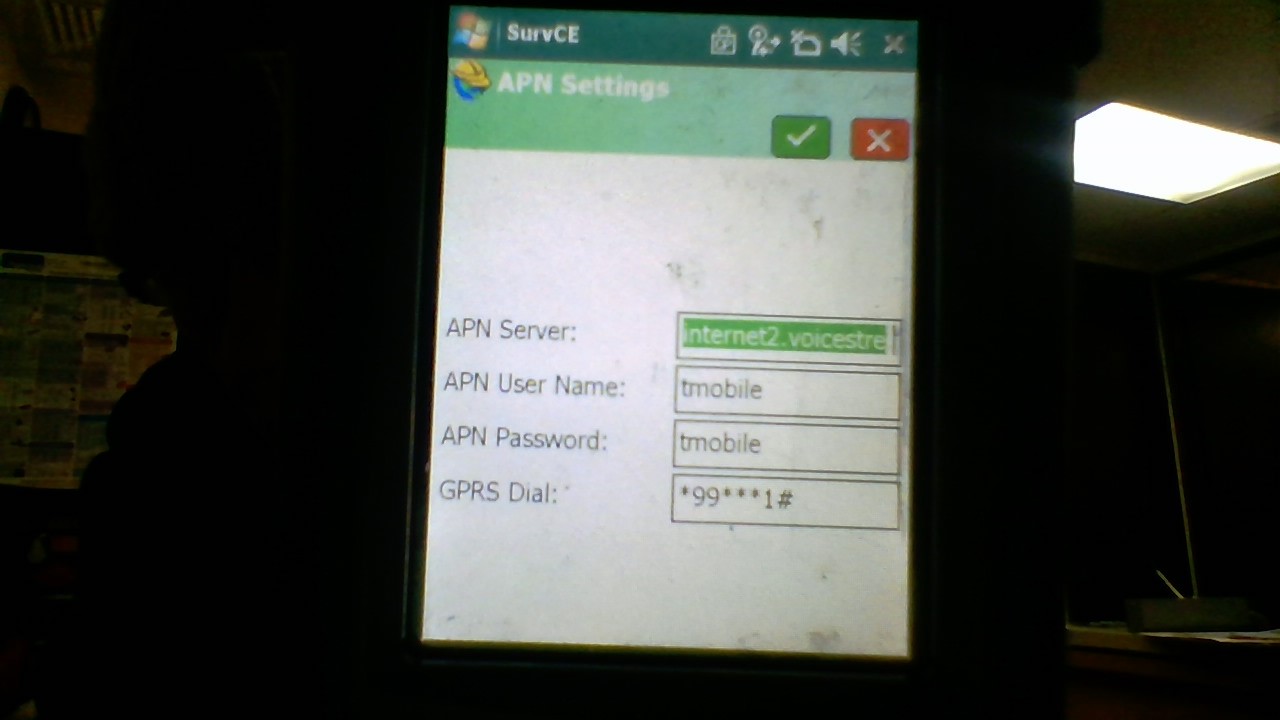 SurvCE
APN Settings
APN Server: internet2.voicestre
APN User Name: tmobile
APN Password: tmobile
GPRS Dial: *99***1#